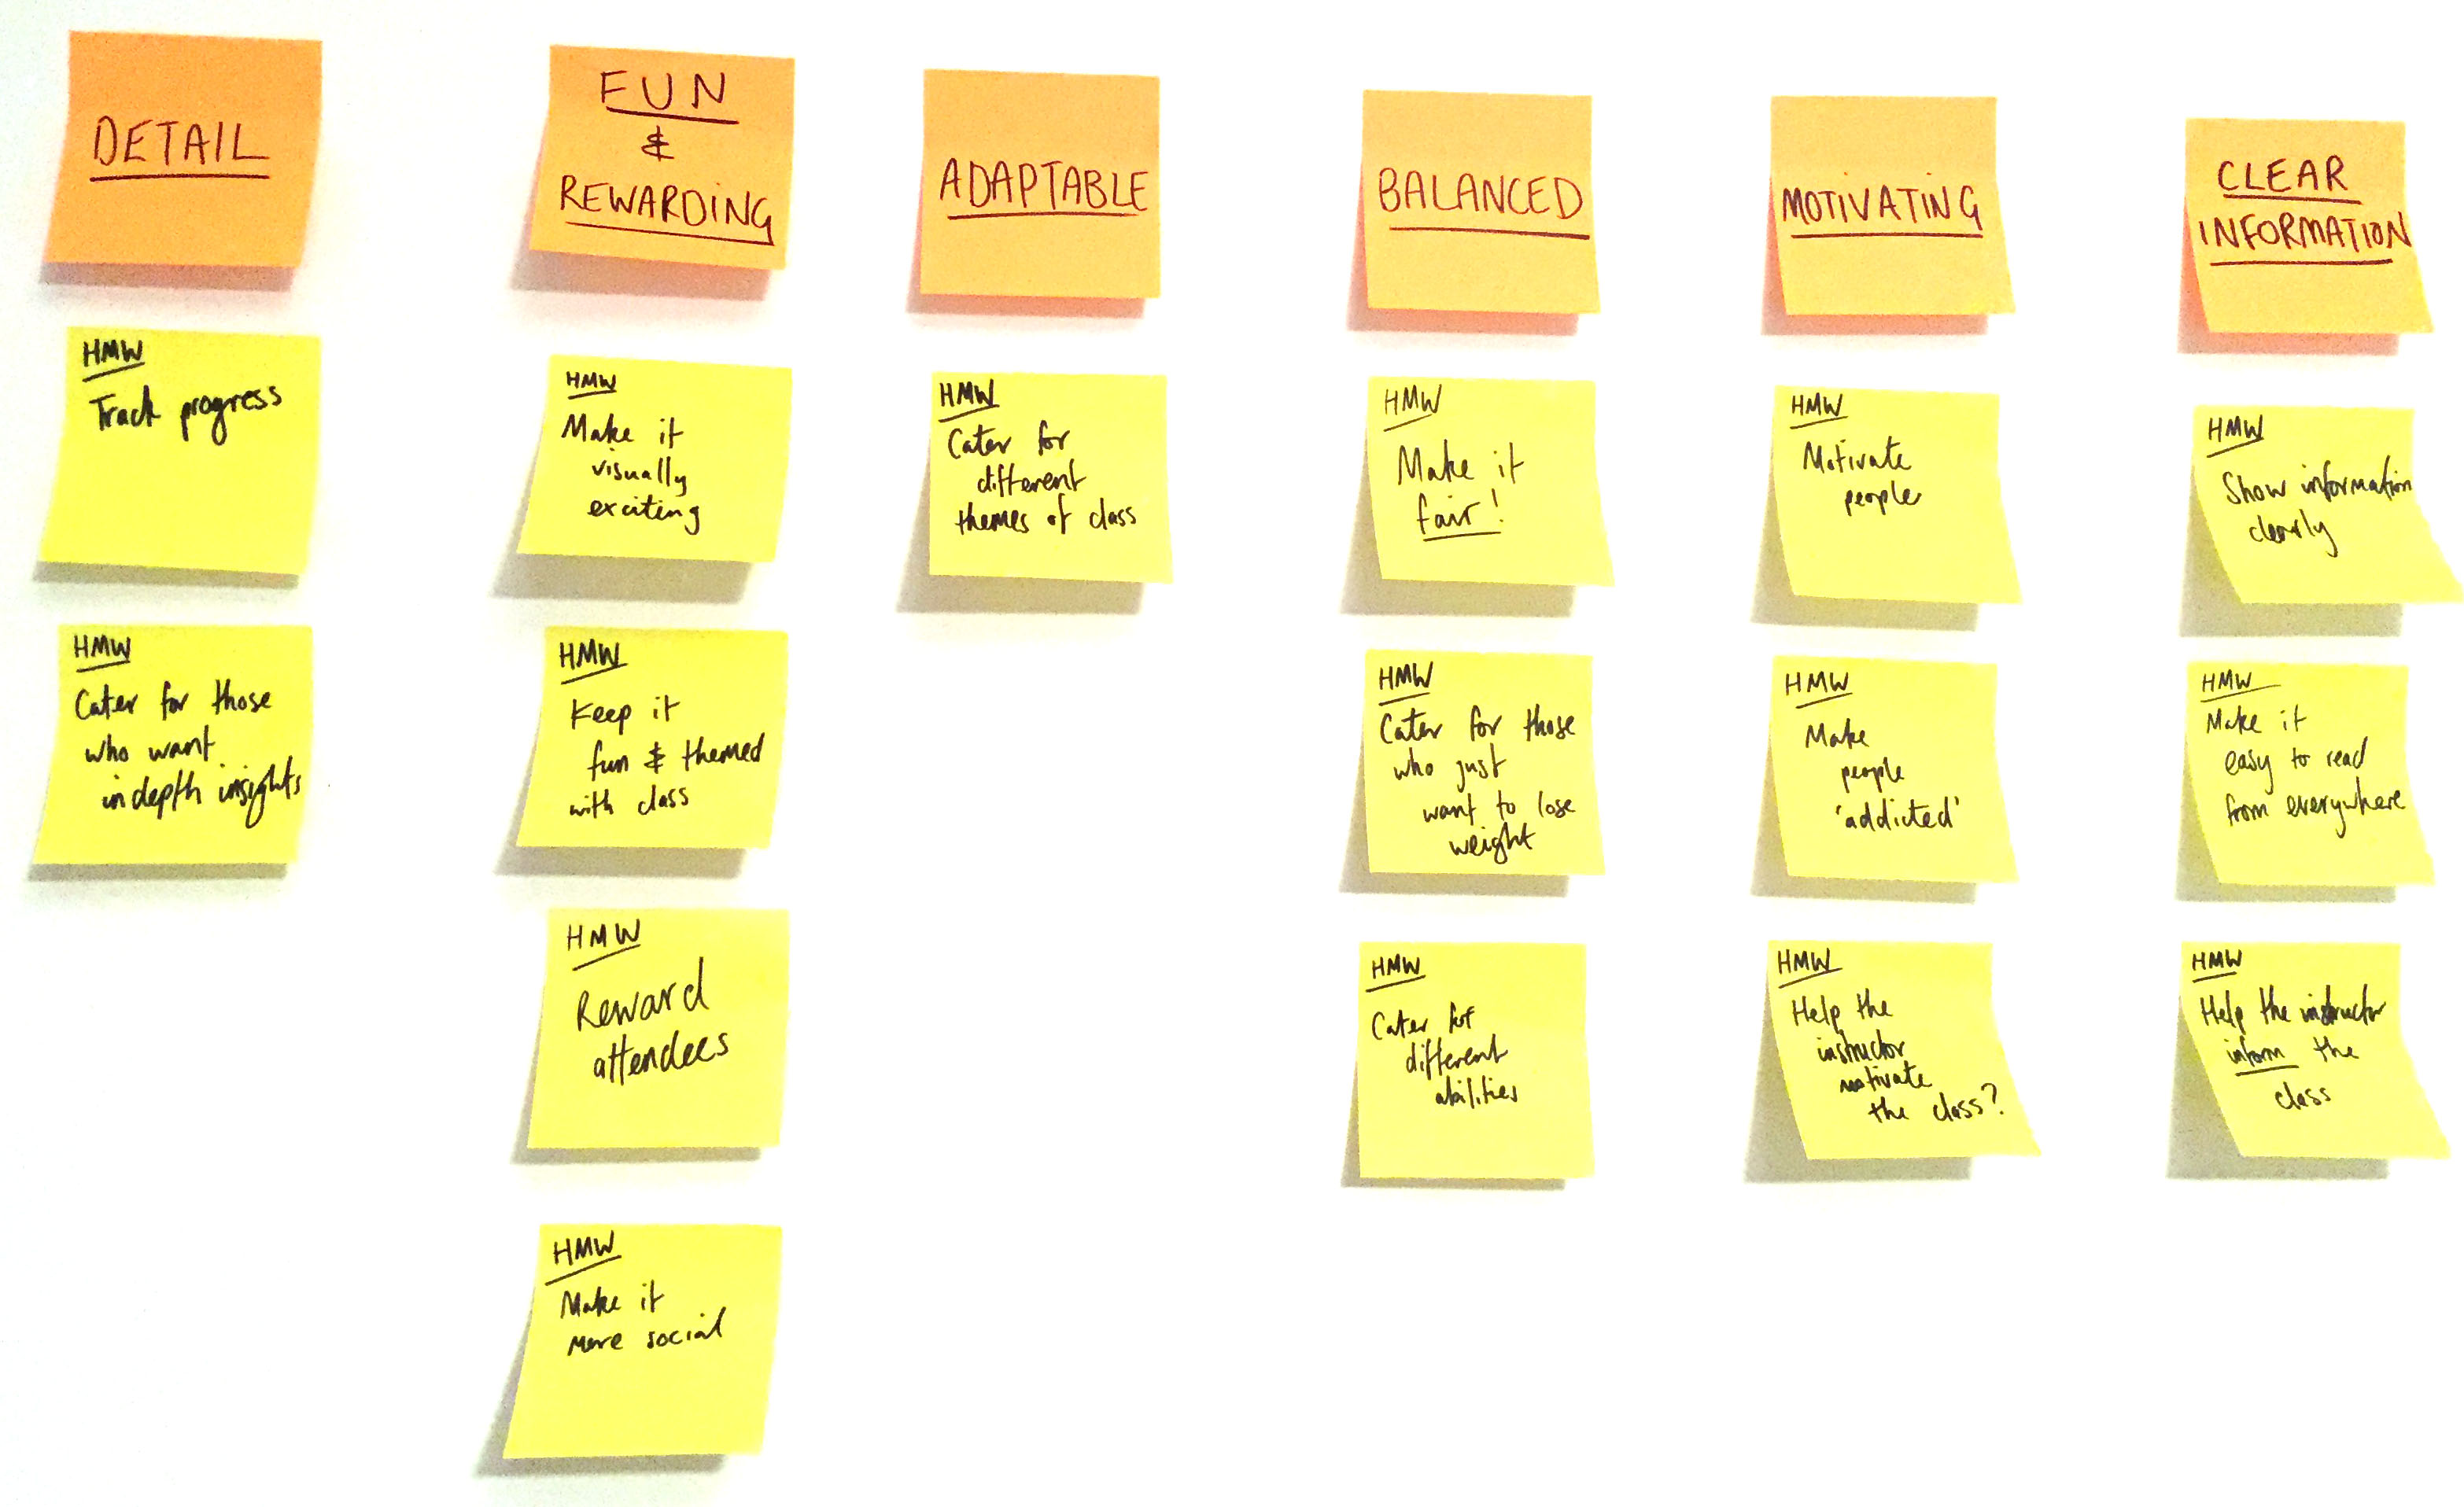 DETAIL
HMW
Track progress
HMW
Cater for those
who want
indepth insights
FUN
&
REWARDING
HMW
Make it
visually
exciting
HMW
Keep it
fun & themed
with class
HMW
Reward
attendees
HMW
Make it
more social
ADAPTABLE
HMW
Cater for
different
themes of class
BALANCED
HMW
Make it
fair!
HMW
Cater for those
who just
want to lose
weight
HMW
Cater for
different
abilities
MOTIVATING
HMW
Motivate
people
HMW
Make
people
'addicted'
HMW
Help the
instructor
motivate
the class?
CLEAR
INFORMATION
HMW
Show information
clearly
HMW
Make it
easy to read
from everywhere
HMW
Help the instructor
inform the
class